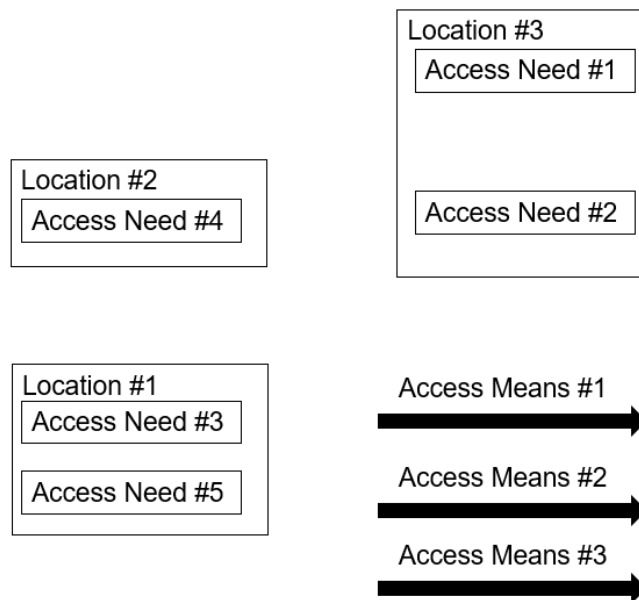 Location #3
Access Need #1
Location #2
Access Need #4
Access Need #2
Location #1
Access Need #3
Access Need #5
Access Means #1
Access Means #2
Access Means #3